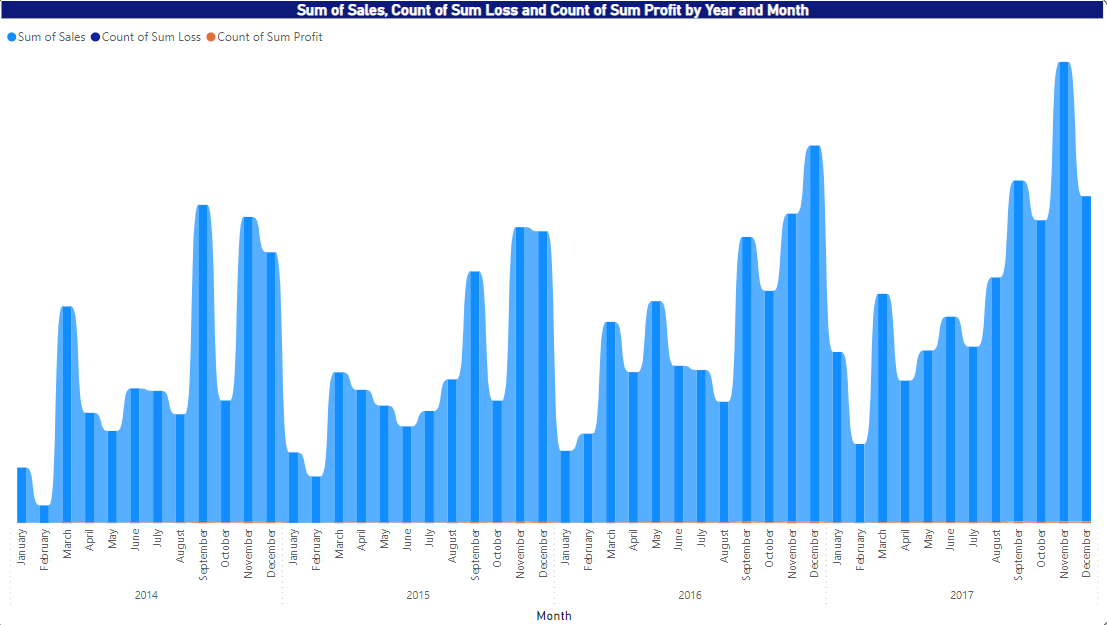 Sum of Sales, Count of Sum Loss and Count of Sum Profit by Year and Month
Sum of Sales Count of Sum Loss Count of Sum Profit
January February March April May June July August September October November December January February March April May June July August September October November December January February March April May June July August September October November December January February March April May June July August September October November December
2014 2015 2016 2017
Month